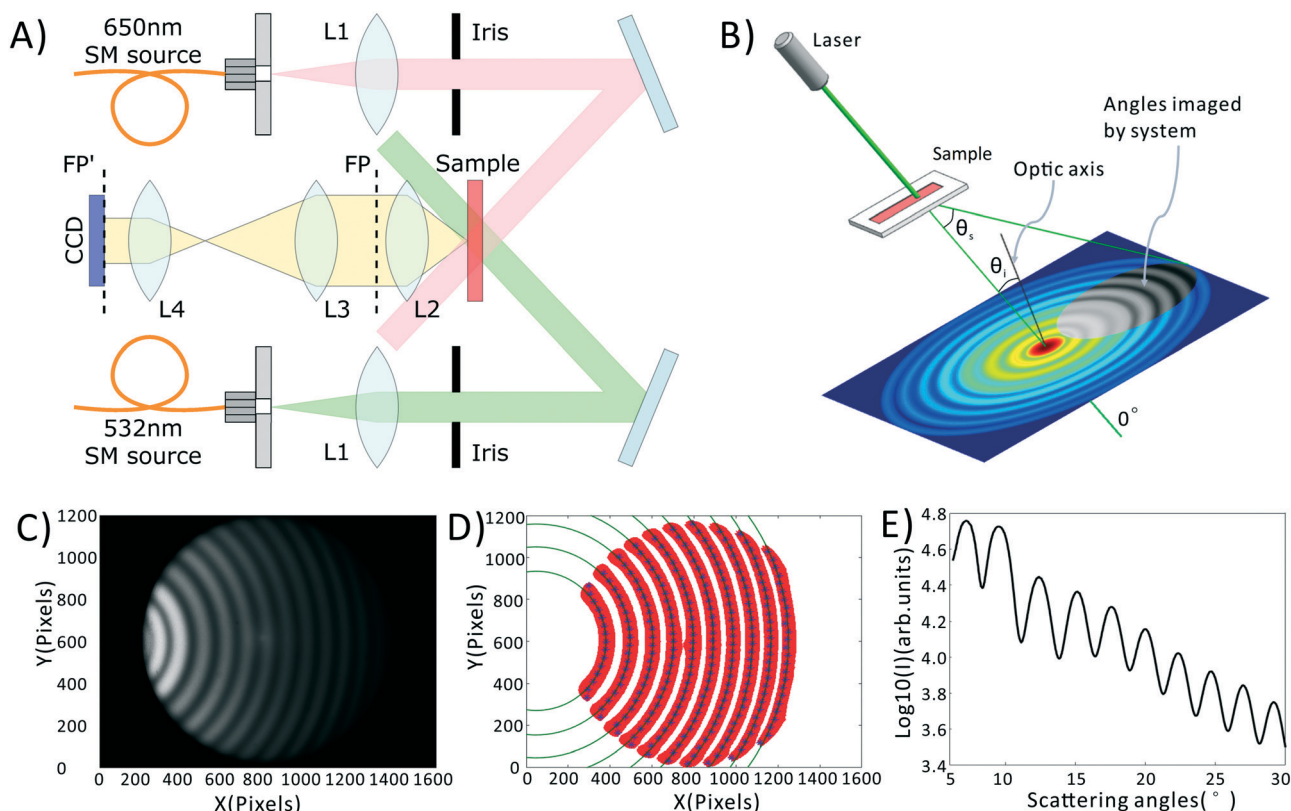 A)
650nm
SM source
L1
Iris
FP'
FP
Sample
CCD
L4
L3
L2
532nm
SM source
L1
Iris
B)
Laser
Angles imaged
by system
Sample
Optic axis
θs
θi
0°
C)
1200
1000
800
600
400
200
0
Y(Pixels)
0 200 400 600 800 1000 1200 1400 1600
X(Pixels)
D)
1200
1000
800
600
400
200
0
Y(Pixels)
0 200 400 600 800 1000 1200 1400 1600
X(Pixels)
E)
4.8
4.6
4.4
4.2
4.0
3.8
3.6
3.4
Log10(I)(arb.units)
5 10 15 20 25 30
Scattering angles(°)